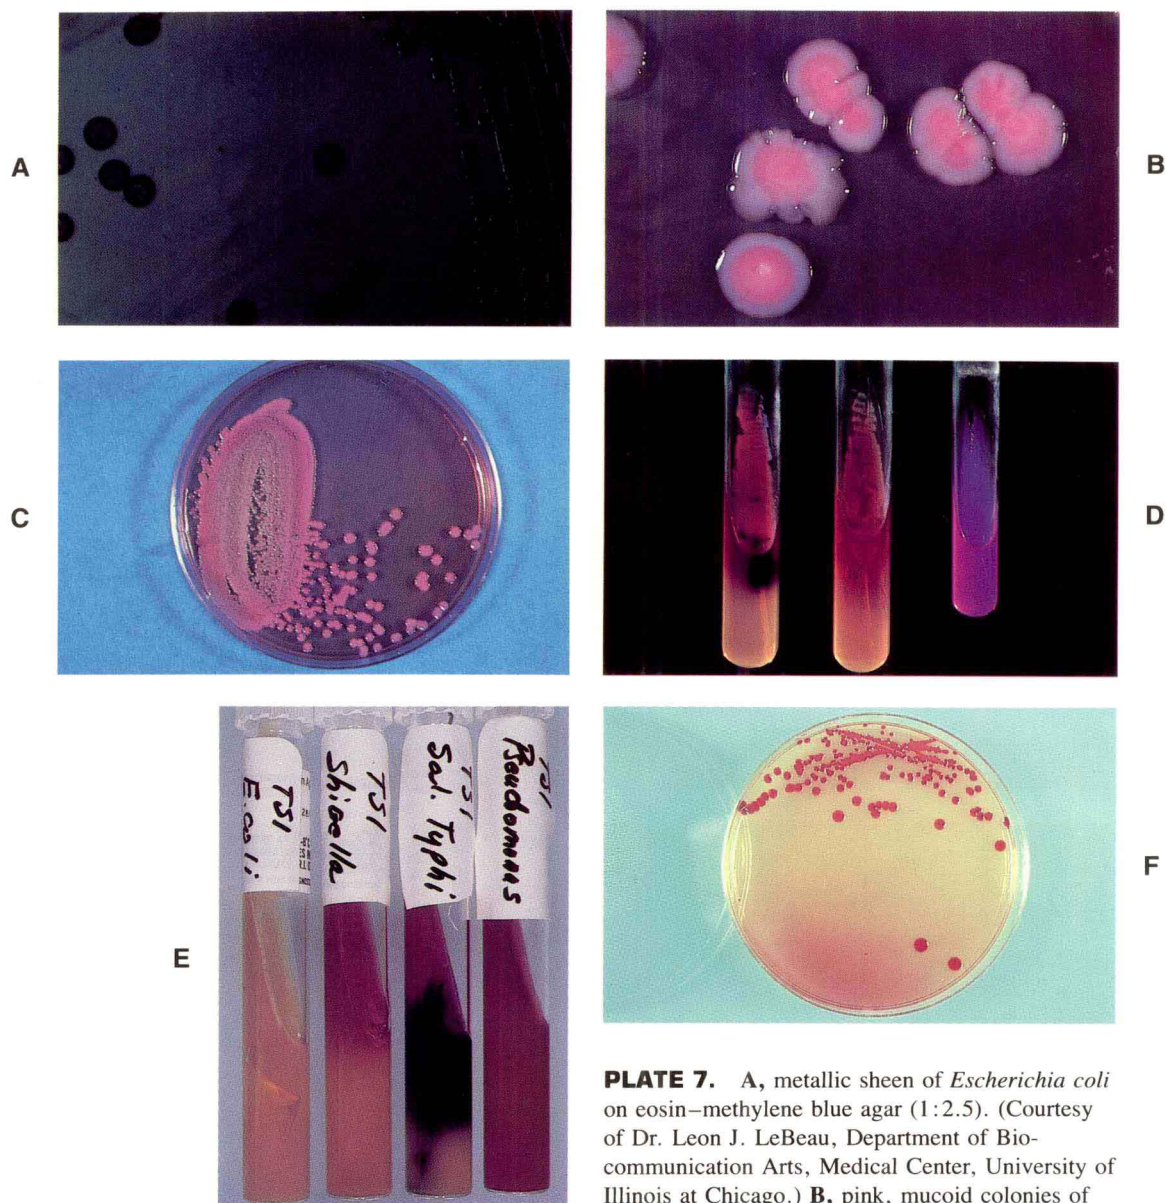 A
B
C
D
E
F
TSI
E. coli
TSI
Shigella
TSI
Sal. Typhi
TSI
Pseudomonas
PLATE 7. A, metallic sheen of Escherichia coli
on eosin–methylene blue agar (1:2.5). (Courtesy
of Dr. Leon J. LeBeau, Department of Bio-
communication Arts, Medical Center, University of
Illinois at Chicago.) B, pink, mucoid colonies of